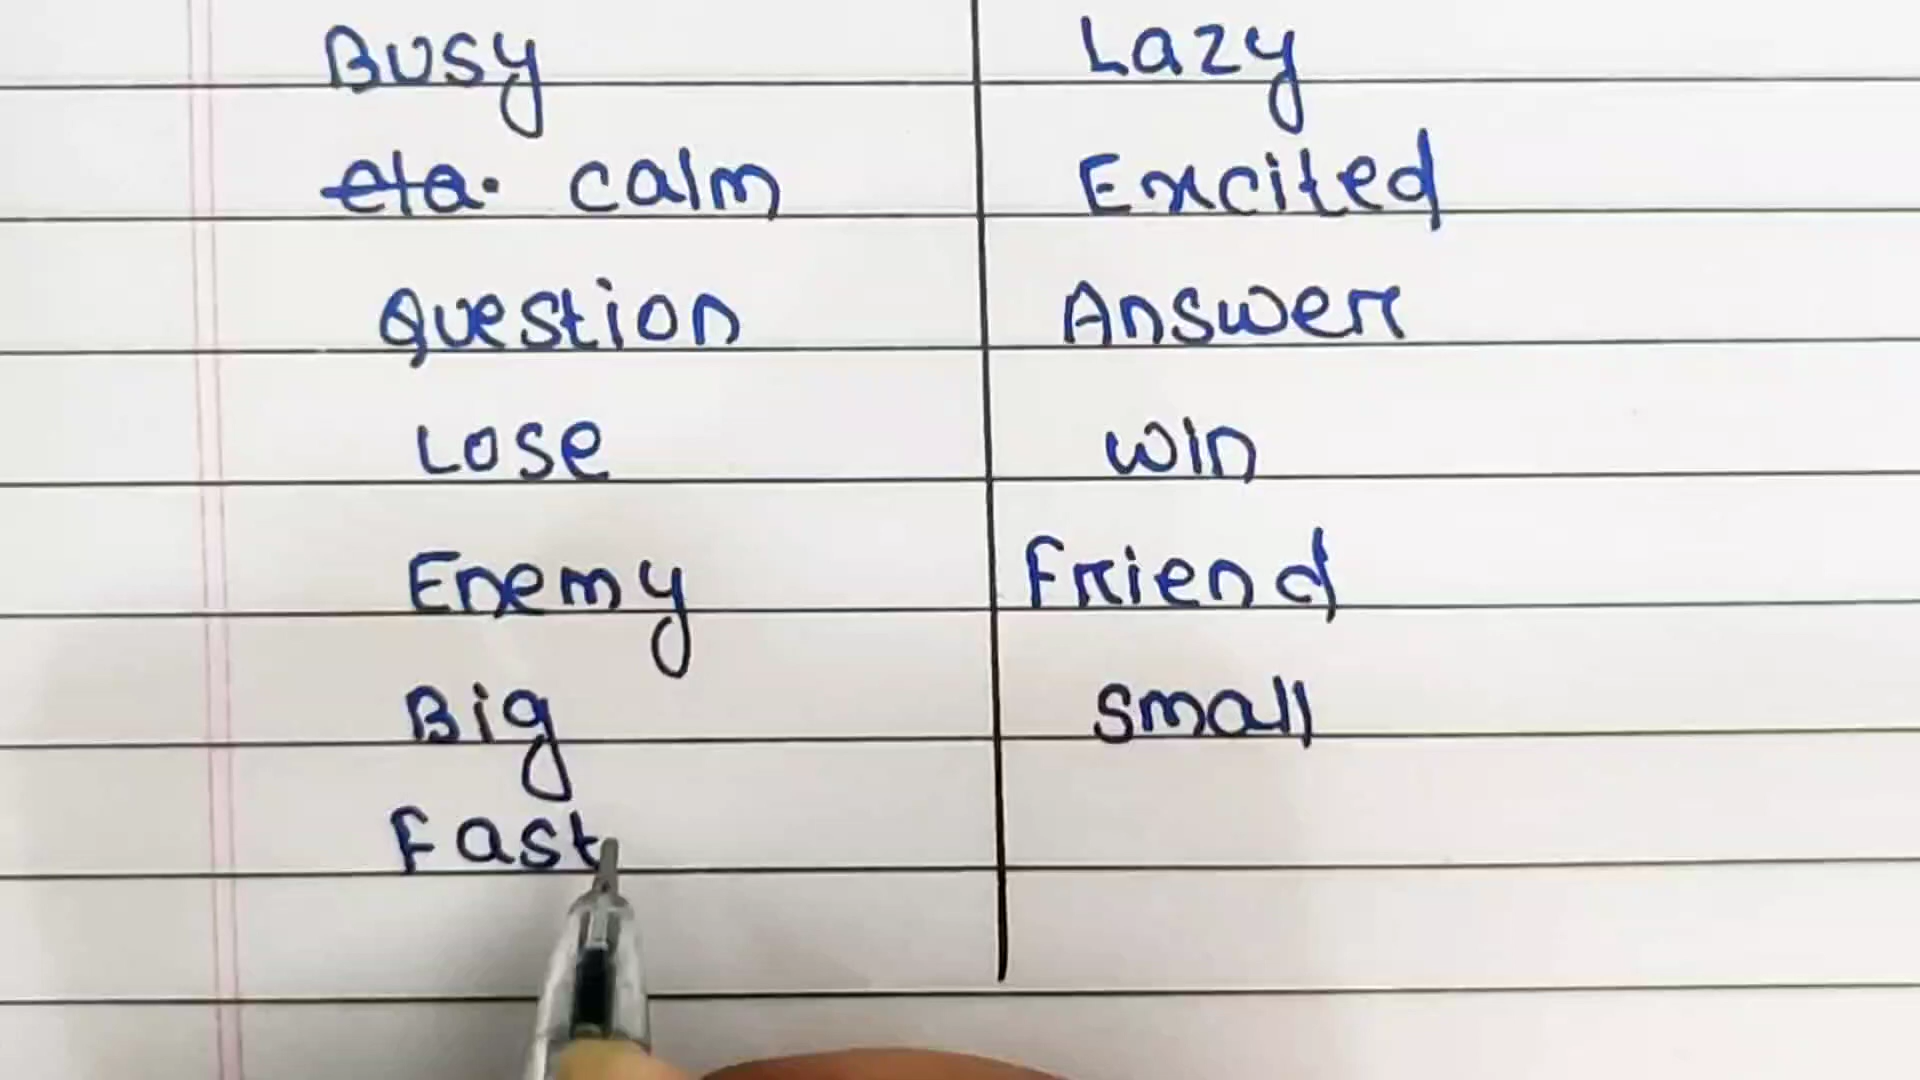 Busy Lazy
eta. calm Excited
Question Answer
Lose win
Enemy Friend
Big small
Fast